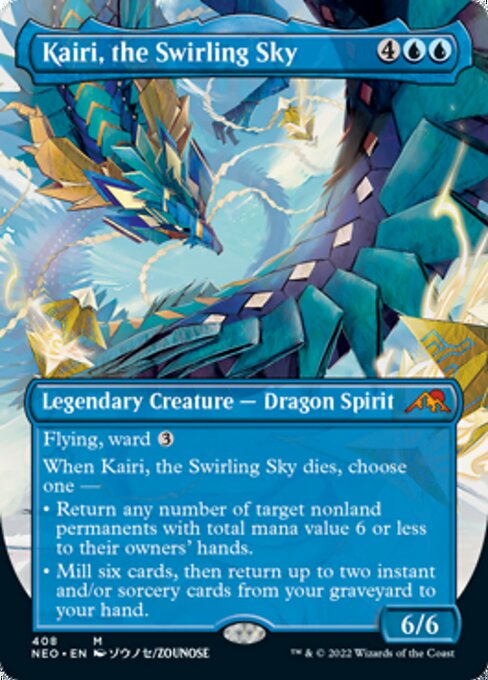 Kairi, the Swirling Sky 4
Legendary Creature — Dragon Spirit
Flying, ward 3
When Kairi, the Swirling Sky dies, choose
one —
• Return any number of target nonland
permanents with total mana value 6 or less
to their owners' hands.
• Mill six cards, then return up to two instant
and/or sorcery cards from your graveyard to
your hand.
6/6
408 M
NEO • EN ゾウノセ/ZOUNOSE
™ & © 2022 Wizards of the Coast